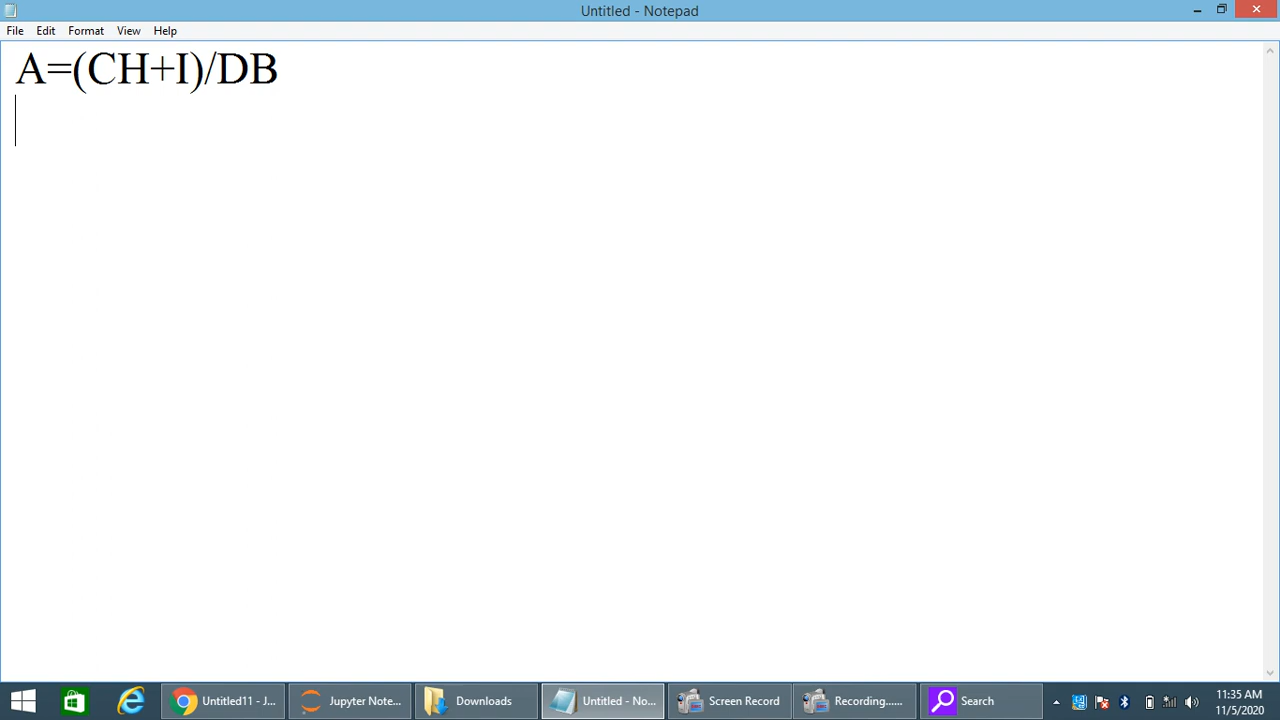 Untitled - Notepad
File Edit Format View Help
A=(CH+I)/DB
Untitled11 - J... Jupyter Note... Downloads Untitled - No... Screen Record Recording...... Search
11:35 AM
11/5/2020